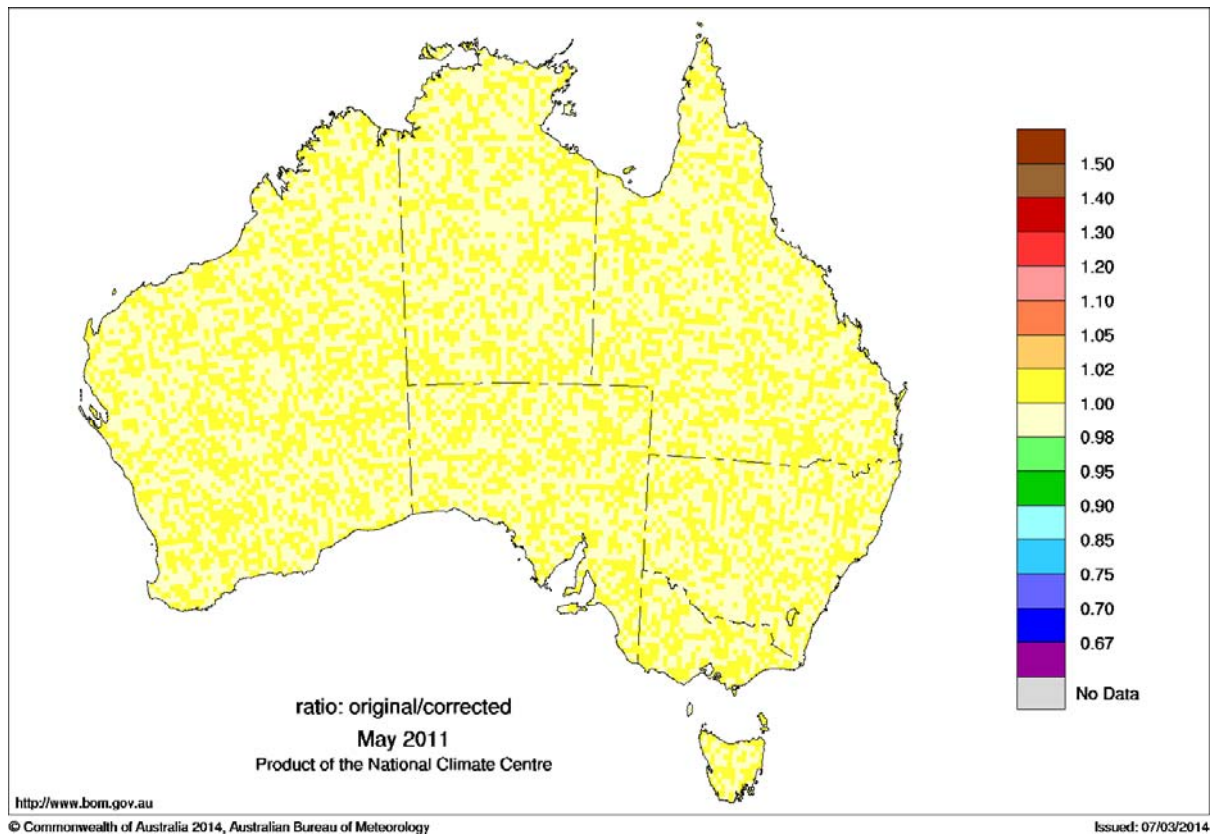 1.50
1.40
1.30
1.20
1.10
1.05
1.02
1.00
0.98
0.95
0.90
0.85
0.75
0.70
0.67
No Data
ratio: original/corrected
May 2011
Product of the National Climate Centre
http://www.bom.gov.au
© Commonwealth of Australia 2014, Australian Bureau of Meteorology
Issued: 07/03/2014